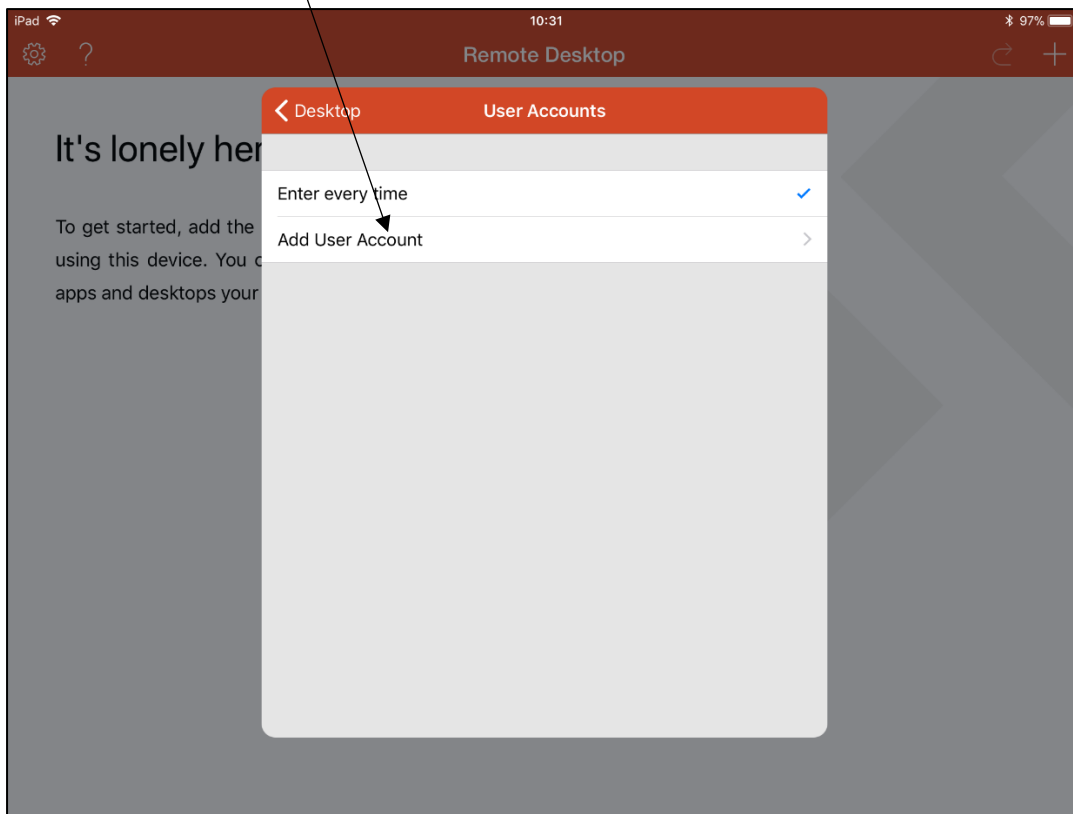 iPad 10:31 97%
? Remote Desktop
Desktop User Accounts
It's lonely her
Enter every time
To get started, add the
Add User Account
using this device. You c
apps and desktops your